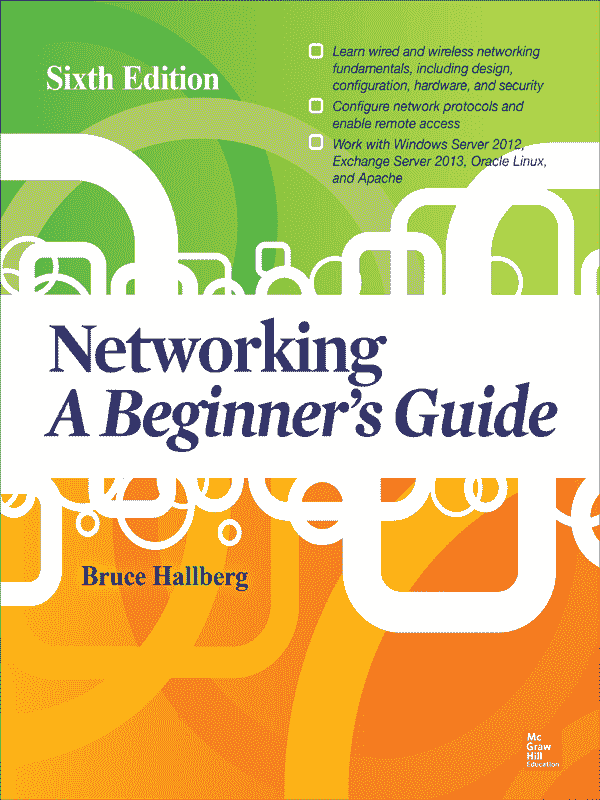 Sixth Edition
Learn wired and wireless networking
fundamentals, including design,
configuration, hardware, and security
Configure network protocols and
enable remote access
Work with Windows Server 2012,
Exchange Server 2013, Oracle Linux,
and Apache
Networking
A Beginner's Guide
Bruce Hallberg
Mc
Graw
Hill
Education